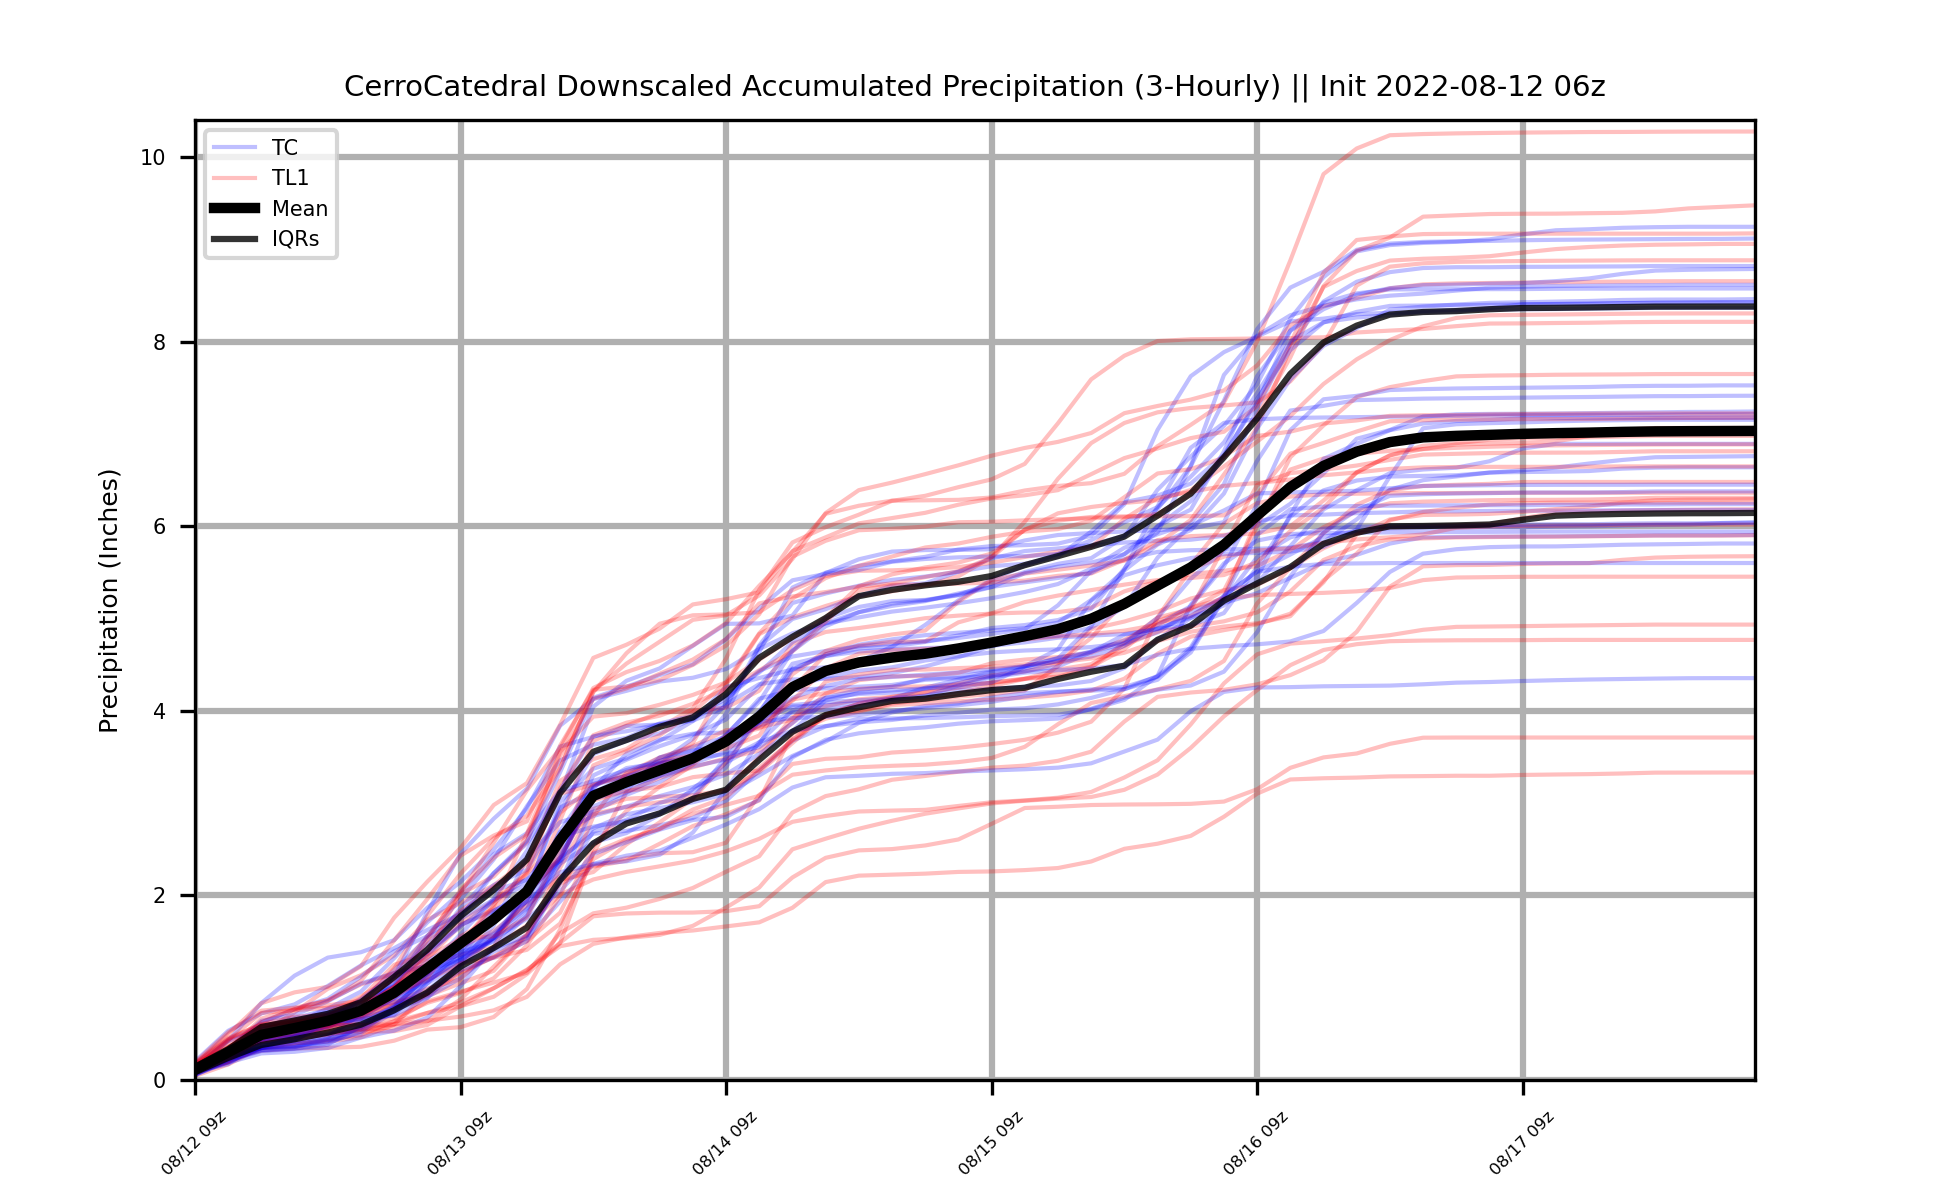 CerroCatedral Downscaled Accumulated Precipitation (3-Hourly) || Init 2022-08-12 06z
TC
TL1
Mean
IQRs
Precipitation (Inches)
10
8
6
4
2
0
08/12 09z
08/13 09z
08/14 09z
08/15 09z
08/16 09z
08/17 09z